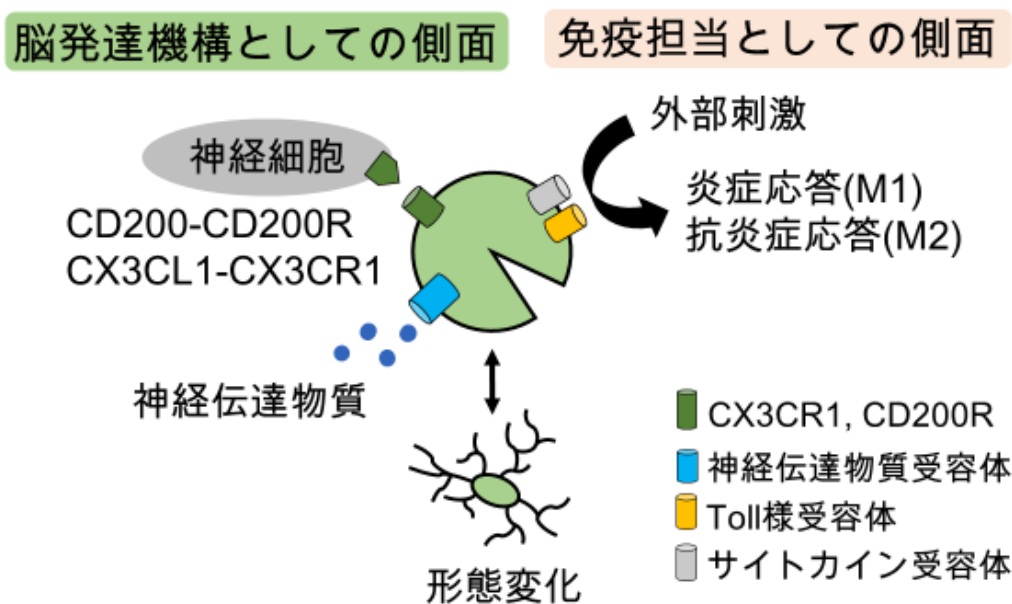 脳発達機構としての側面
免疫担当としての側面
神経細胞
CD200-CD200R
CX3CL1-CX3CR1
神経伝達物質
外部刺激
炎症応答(M1)
抗炎症応答(M2)
形態変化
CX3CR1, CD200R
神経伝達物質受容体
Toll様受容体
サイトカイン受容体